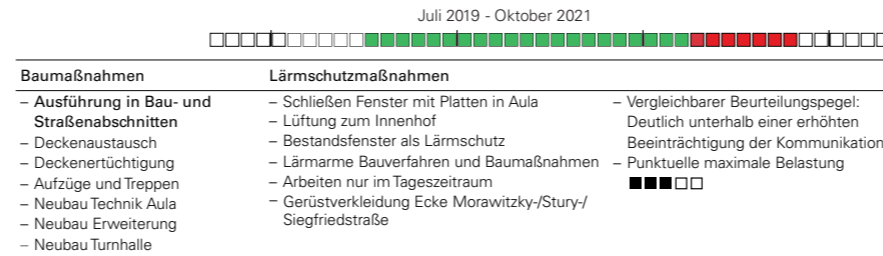 Juli 2019 - Oktober 2021
Baumaßnahmen
– Ausführung in Bau- und
Straßenabschnitten
– Deckenaustausch
– Deckenertüchtigung
– Aufzüge und Treppen
– Neubau Technik Aula
– Neubau Erweiterung
– Neubau Turnhalle
Lärmschutzmaßnahmen
– Schließen Fenster mit Platten in Aula
– Lüftung zum Innenhof
– Bestandsfenster als Lärmschutz
– Lärmarme Bauverfahren und Baumaßnahmen
– Arbeiten nur im Tageszeitraum
– Gerüstverkleidung Ecke Morawitzky-/Stury-/
Siegfriedstraße
– Vergleichbarer Beurteilungspegel:
Deutlich unterhalb einer erhöhten
Beeinträchtigung der Kommunikation
– Punktuelle maximale Belastung